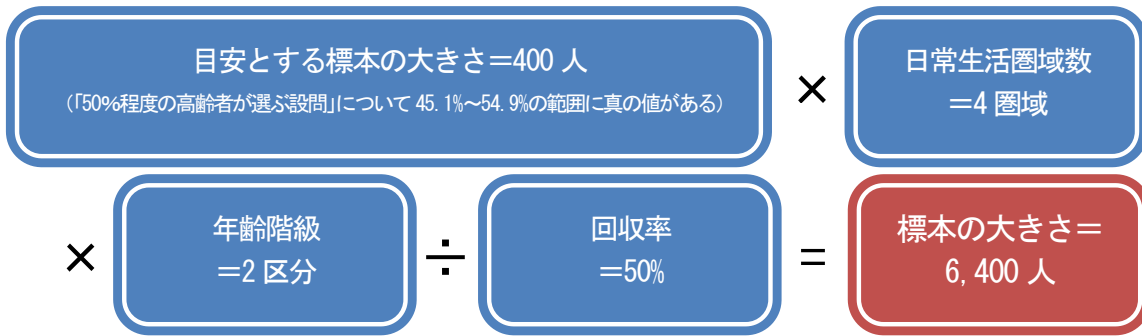 目安とする標本の大きさ＝400 人
（「50%程度の高齢者が選ぶ設問」について 45.1%～54.9%の範囲に真の値がある）
×
日常生活圏域数
＝4 圏域
×
年齢階級
＝2 区分
÷
回収率
＝50%
=
標本の大きさ＝
6,400 人